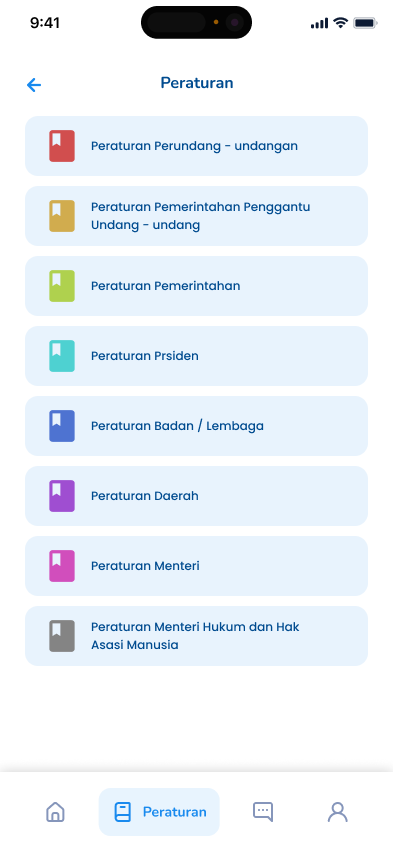 9:41
Peraturan
Peraturan Perundang - undangan
Peraturan Pemerintahan Penggantu
Undang - undang
Peraturan Pemerintahan
Peraturan Prsiden
Peraturan Badan / Lembaga
Peraturan Daerah
Peraturan Menteri
Peraturan Menteri Hukum dan Hak
Asasi Manusia
Peraturan